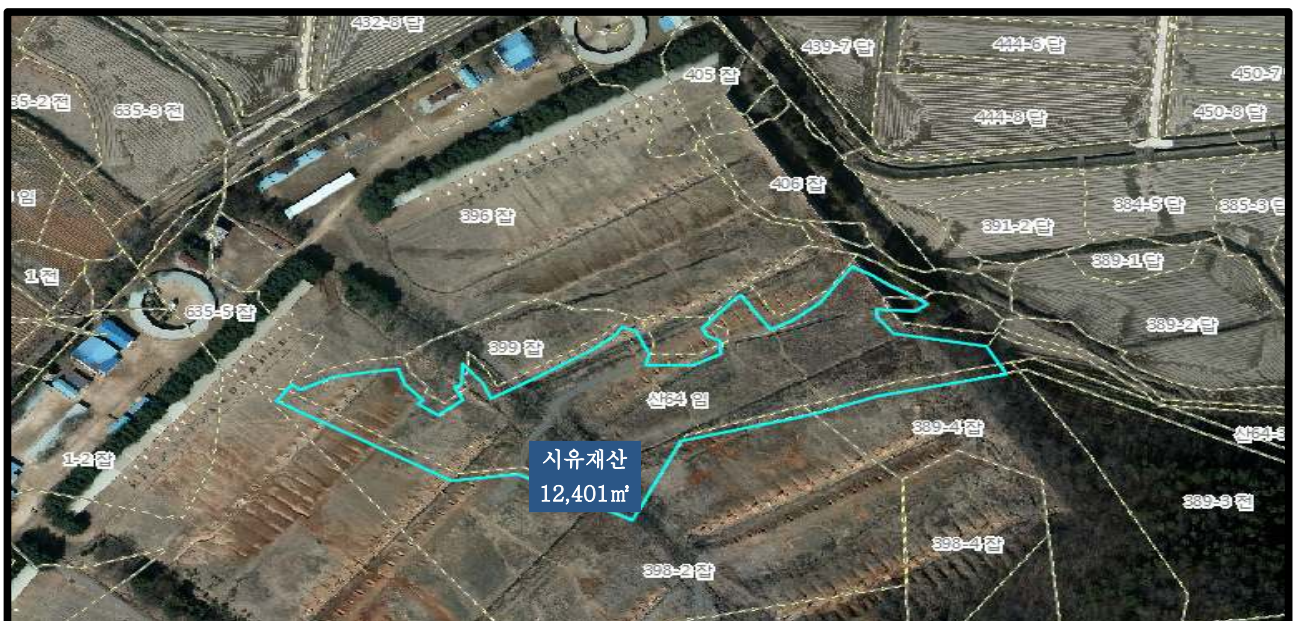 432-8 답
439-7 답
444-6 답
405 잡
450-7
35-2 전
635-3 전
444-8 답
450-8 답
406 잡
임
396 잡
384-5 답
385-3 답
391-2 답
389-1 답
1 전
635-5 잡
389-2 답
399 잡
산64 임
389-4 잡
산64-3
1-2 잡
시유재산
12,401㎡
389-3 전
398-4 잡
398-2 잡